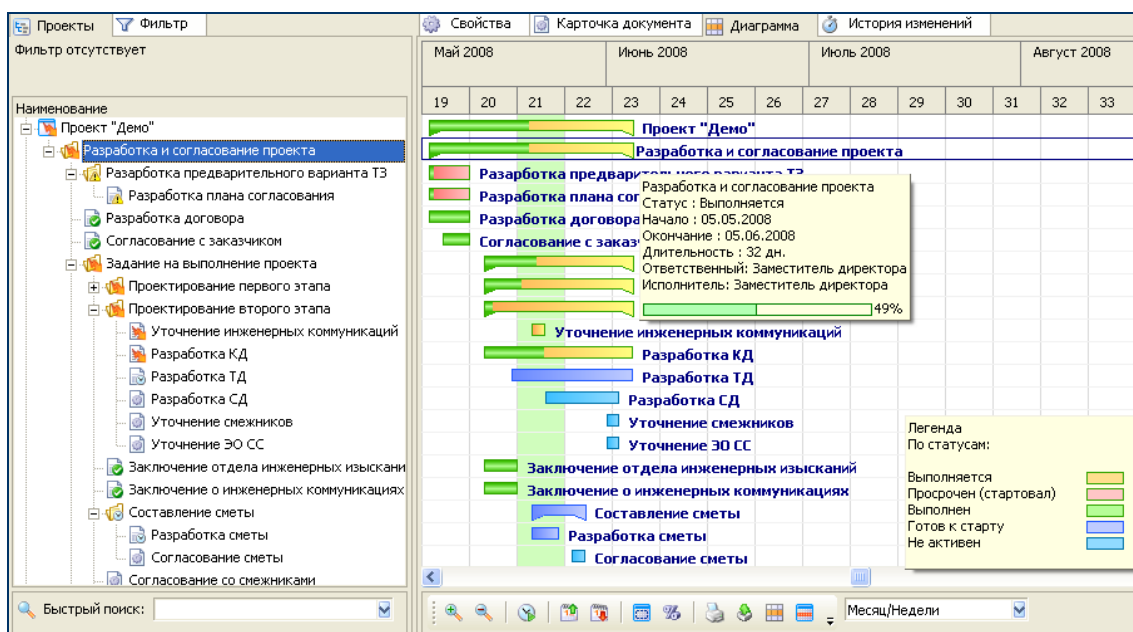 Проекты
Фильтр
Фильтр отсутствует
Наименование
Проект "Демо"
Разработка и согласование проекта
Разарботка предварительного варианта ТЗ
Разработка плана согласования
Разработка договора
Согласование с заказчиком
Задание на выполнение проекта
Проектирование первого этапа
Проектирование второго этапа
Уточнение инженерных коммуникаций
Разработка КД
Разработка ТД
Разработка СД
Уточнение смежников
Уточнение ЭО СС
Заключение отдела инженерных изыскани
Заключение о инженерных коммуникациях
Составление сметы
Разработка сметы
Согласование сметы
Согласование со смежниками
Быстрый поиск:
Свойства
Карточка документа
Диаграмма
История изменений
Май 2008
Июнь 2008
Июль 2008
Август 2008
19 20 21 22 23 24 25 26 27 28 29 30 31 32 33
Проект "Демо"
Разработка и согласование проекта
Разарботка предварительного варианта ТЗ
Разработка плана сог
Разработка договора
Согласование с заказ
Разработка и согласование проекта
Статус : Выполняется
Начало : 05.05.2008
Окончание : 05.06.2008
Длительность : 32 дн.
Ответственный: Заместитель директора
Исполнитель: Заместитель директора
49%
Уточнение инженерных коммуникаций
Разработка КД
Разработка ТД
Разработка СД
Уточнение смежников
Уточнение ЭО СС
Заключение отдела инженерных изысканий
Заключение о инженерных коммуникациях
Составление сметы
Разработка сметы
Согласование сметы
Легенда
По статусам:
Выполняется
Просрочен (стартовал)
Выполнен
Готов к старту
Не активен
Месяц/Недели